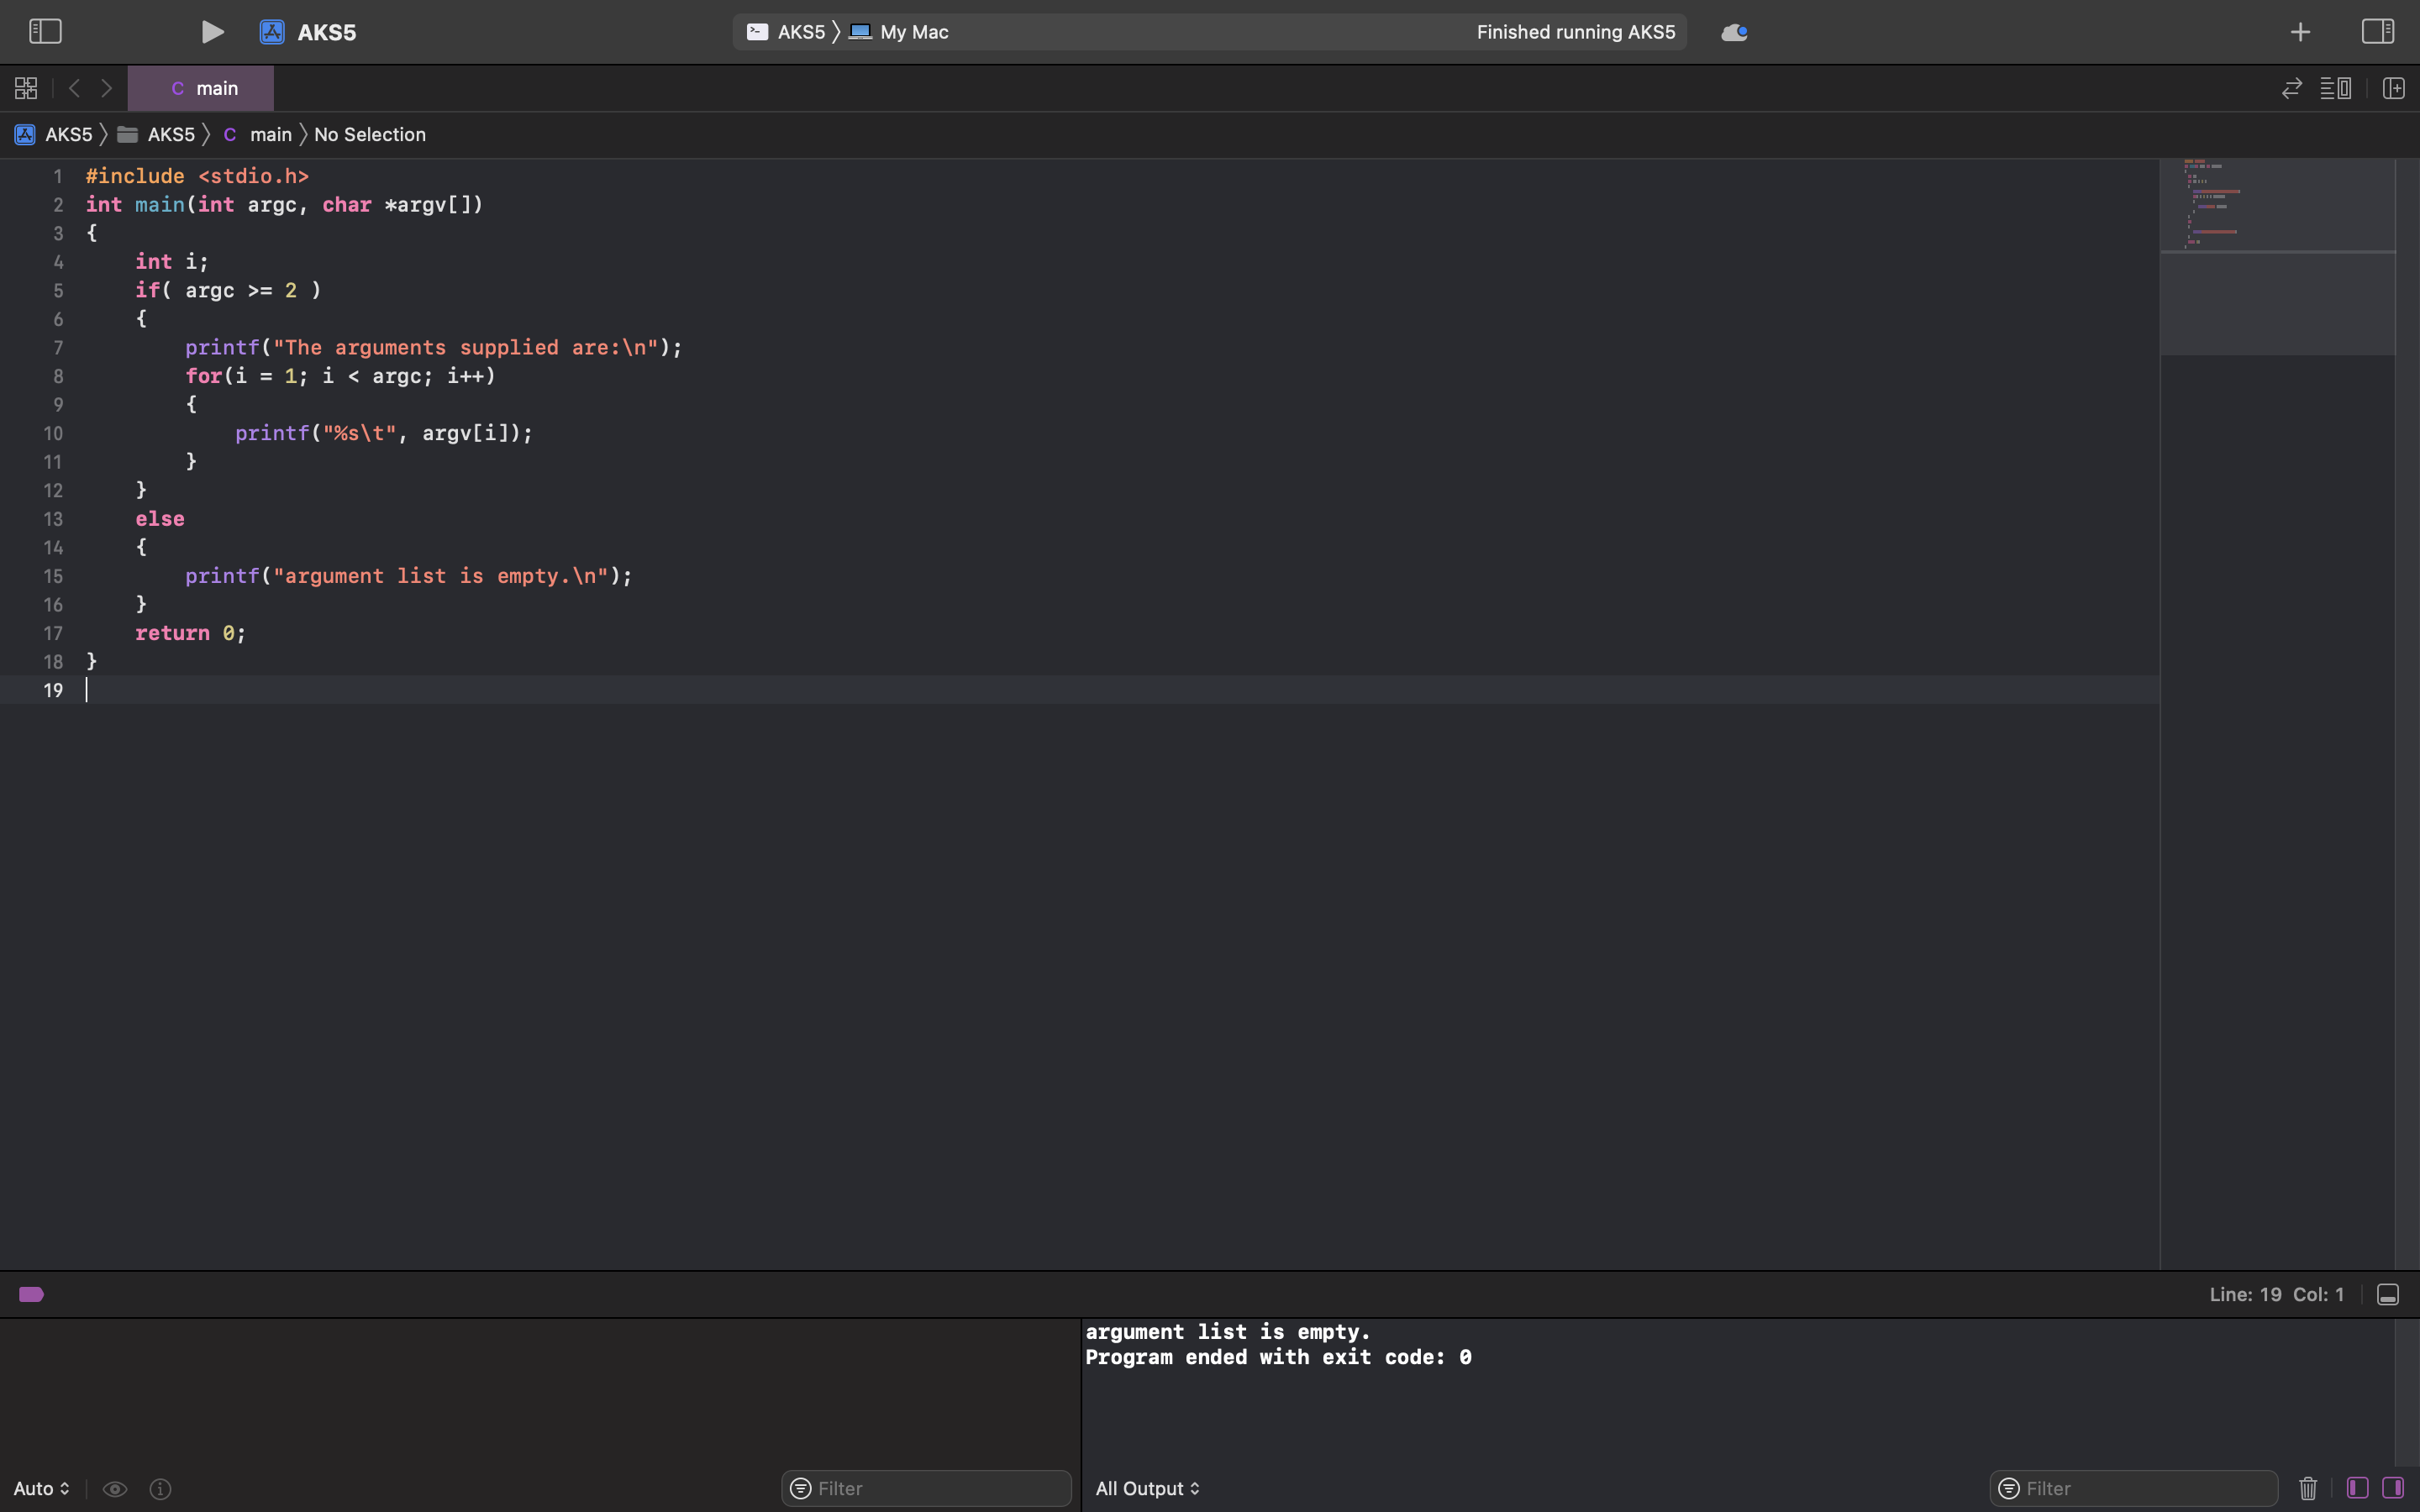 AKS5
AKS5 My Mac Finished running AKS5
C main
AKS5 AKS5 C main No Selection
1 #include <stdio.h>
2 int main(int argc, char *argv[])
3 {
4     int i;
5     if( argc >= 2 )
6     {
7         printf("The arguments supplied are:\n");
8         for(i = 1; i < argc; i++)
9         {
10             printf("%s\t", argv[i]);
11         }
12     }
13     else
14     {
15         printf("argument list is empty.\n");
16     }
17     return 0;
18 }
19
Line: 19 Col: 1
argument list is empty.
Program ended with exit code: 0
Auto Filter All Output Filter